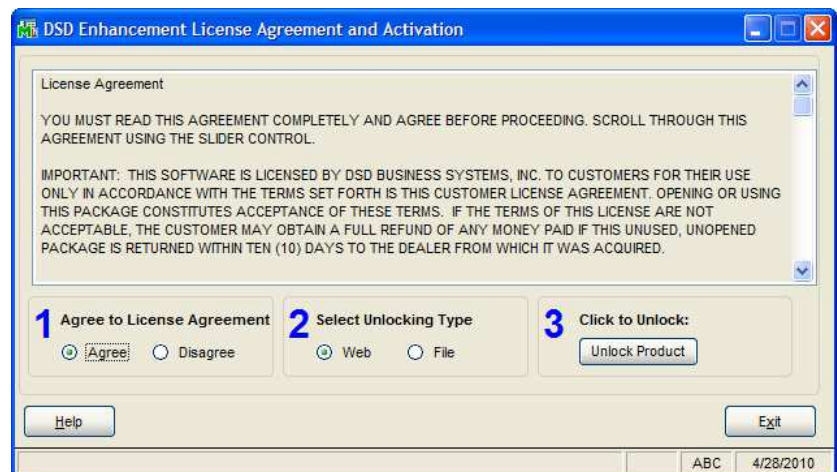 DSD Enhancement License Agreement and Activation
License Agreement
YOU MUST READ THIS AGREEMENT COMPLETELY AND AGREE BEFORE PROCEEDING. SCROLL THROUGH THIS
AGREEMENT USING THE SLIDER CONTROL.
IMPORTANT: THIS SOFTWARE IS LICENSED BY DSD BUSINESS SYSTEMS, INC. TO CUSTOMERS FOR THEIR USE
ONLY IN ACCORDANCE WITH THE TERMS SET FORTH IS THIS CUSTOMER LICENSE AGREEMENT. OPENING OR USING
THIS PACKAGE CONSTITUTES ACCEPTANCE OF THESE TERMS. IF THE TERMS OF THIS LICENSE ARE NOT
ACCEPTABLE, THE CUSTOMER MAY OBTAIN A FULL REFUND OF ANY MONEY PAID IF THIS UNUSED, UNOPENED
PACKAGE IS RETURNED WITHIN TEN (10) DAYS TO THE DEALER FROM WHICH IT WAS ACQUIRED.
1 Agree to License Agreement
Agree Disagree
2 Select Unlocking Type
Web File
3 Click to Unlock:
Unlock Product
Help Exit
ABC 4/28/2010